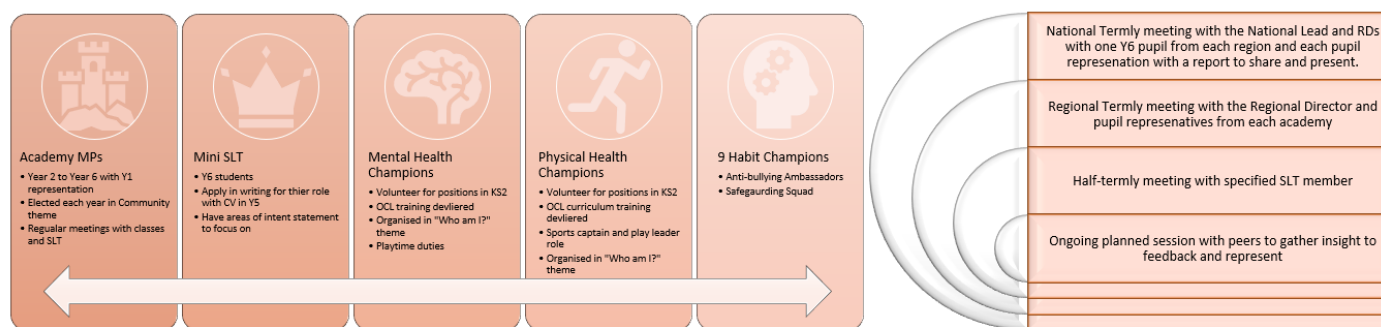 Academy MPs
• Year 2 to Year 6 with Y1
representation
• Elected each year in Community
theme
• Regualar meetings with classes
and SLT
Mini SLT
• Y6 students
• Apply in writing for thier role
with CV in Y5
• Have areas of intent statement
to focus on
Mental Health
Champions
• Volunteer for positions in KS2
• OCL training devliered
• Organised in "Who am I?"
theme
• Playtime duties
Physical Health
Champions
• Volunteer for positions in KS2
• OCL curriculum training
devliered
• Sports captain and play leader
role
• Organised in "Who am I?"
theme
9 Habit Champions
• Anti-bullying Ambassadors
• Safegaurding Squad
National Termly meeting with the National Lead and RDs
with one Y6 pupil from each region and each pupil
represenation with a report to share and present.
Regional Termly meeting with the Regional Director and
pupil represenatives from each academy
Half-termly meeting with specified SLT member
Ongoing planned session with peers to gather insight to
feedback and represent